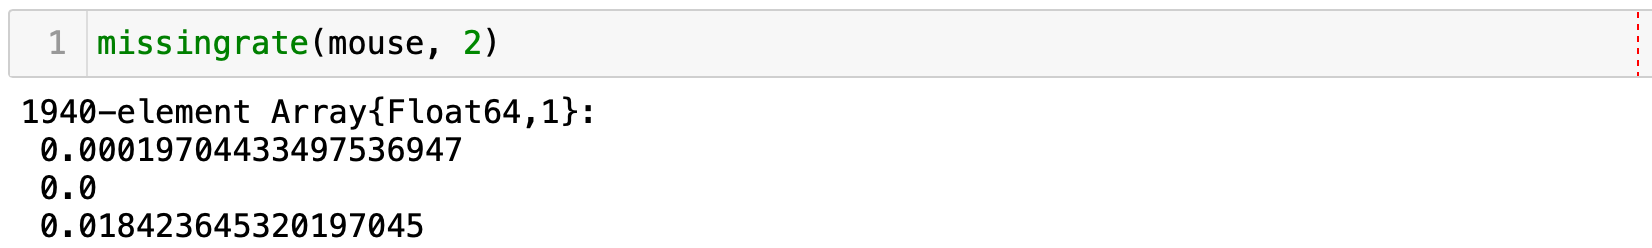 1 missingrate(mouse, 2)
1940-element Array{Float64,1}:
0.00019704433497536947
0.0
0.018423645320197045